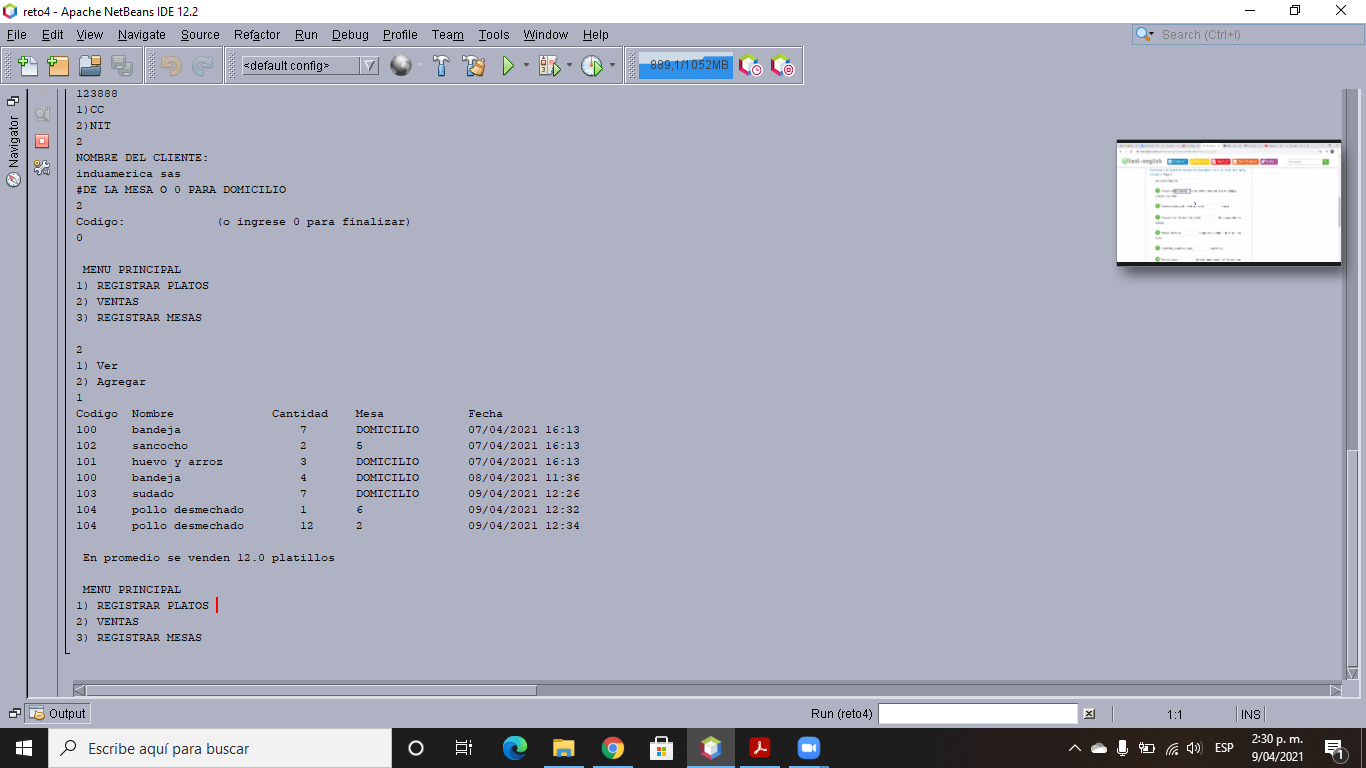 reto4 - Apache NetBeans IDE 12.2
File Edit View Navigate Source Refactor Run Debug Profile Team Tools Window Help
Search (Ctrl+I)
<default config>
889,1/1052MB
Navigator
123888
1)CC
2)NIT
2
NOMBRE DEL CLIENTE:
induamerica sas
#DE LA MESA O 0 PARA DOMICILIO
2
Codigo: (o ingrese 0 para finalizar)
0
MENU PRINCIPAL
1) REGISTRAR PLATOS
2) VENTAS
3) REGISTRAR MESAS
2
1) Ver
2) Agregar
1
Codigo Nombre Cantidad Mesa Fecha
100 bandeja 7 DOMICILIO 07/04/2021 16:13
102 sancocho 2 5 07/04/2021 16:13
101 huevo y arroz 3 DOMICILIO 07/04/2021 16:13
100 bandeja 4 DOMICILIO 08/04/2021 11:36
103 sudado 7 DOMICILIO 09/04/2021 12:26
104 pollo desmechado 1 6 09/04/2021 12:32
104 pollo desmechado 12 2 09/04/2021 12:34
En promedio se venden 12.0 platillos
MENU PRINCIPAL
1) REGISTRAR PLATOS
2) VENTAS
3) REGISTRAR MESAS
test-english
Output
Run (reto4)
1:1
INS
Escribe aquí para buscar
ESP
2:30 p. m.
9/04/2021
1